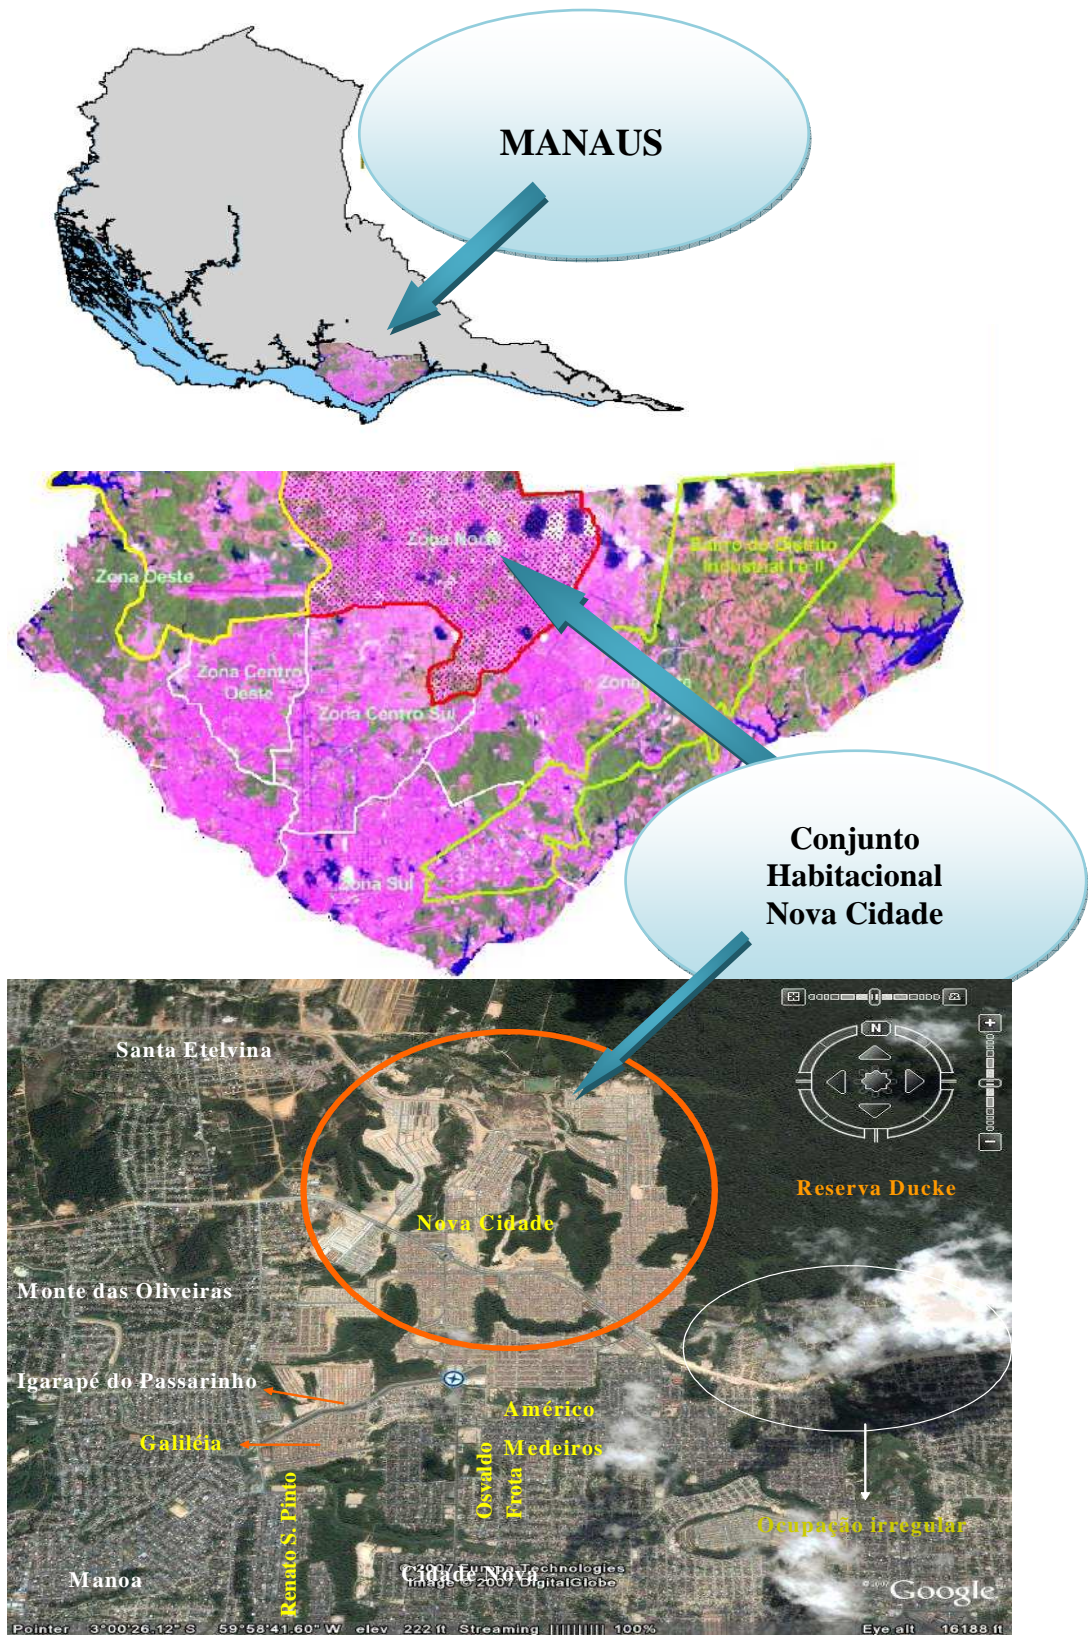 MANAUS
Zona Norte
Bairro do Distrito
Industrial I e II
Zona Oeste
Zona Centro
Oeste
Zona
Zona Centro Sul
Zona Sul
Conjunto
Habitacional
Nova Cidade
Santa Etelvina
N
Reserva Ducke
Nova Cidade
Monte das Oliveiras
Igarapé do Passarinho
Américo
Galiléia
Medeiros
Osvaldo
Frota
Renato S. Pinto
Ocupação irregular
© 2007 Europa Technologies
Image © 2007 DigitalGlobe
Cidade Nova
Manoa
Google
Pointer 3°00'26.12" S 59°58'41.60" W elev 222 ft Streaming ||||||||| 100% Eye alt 16188 ft